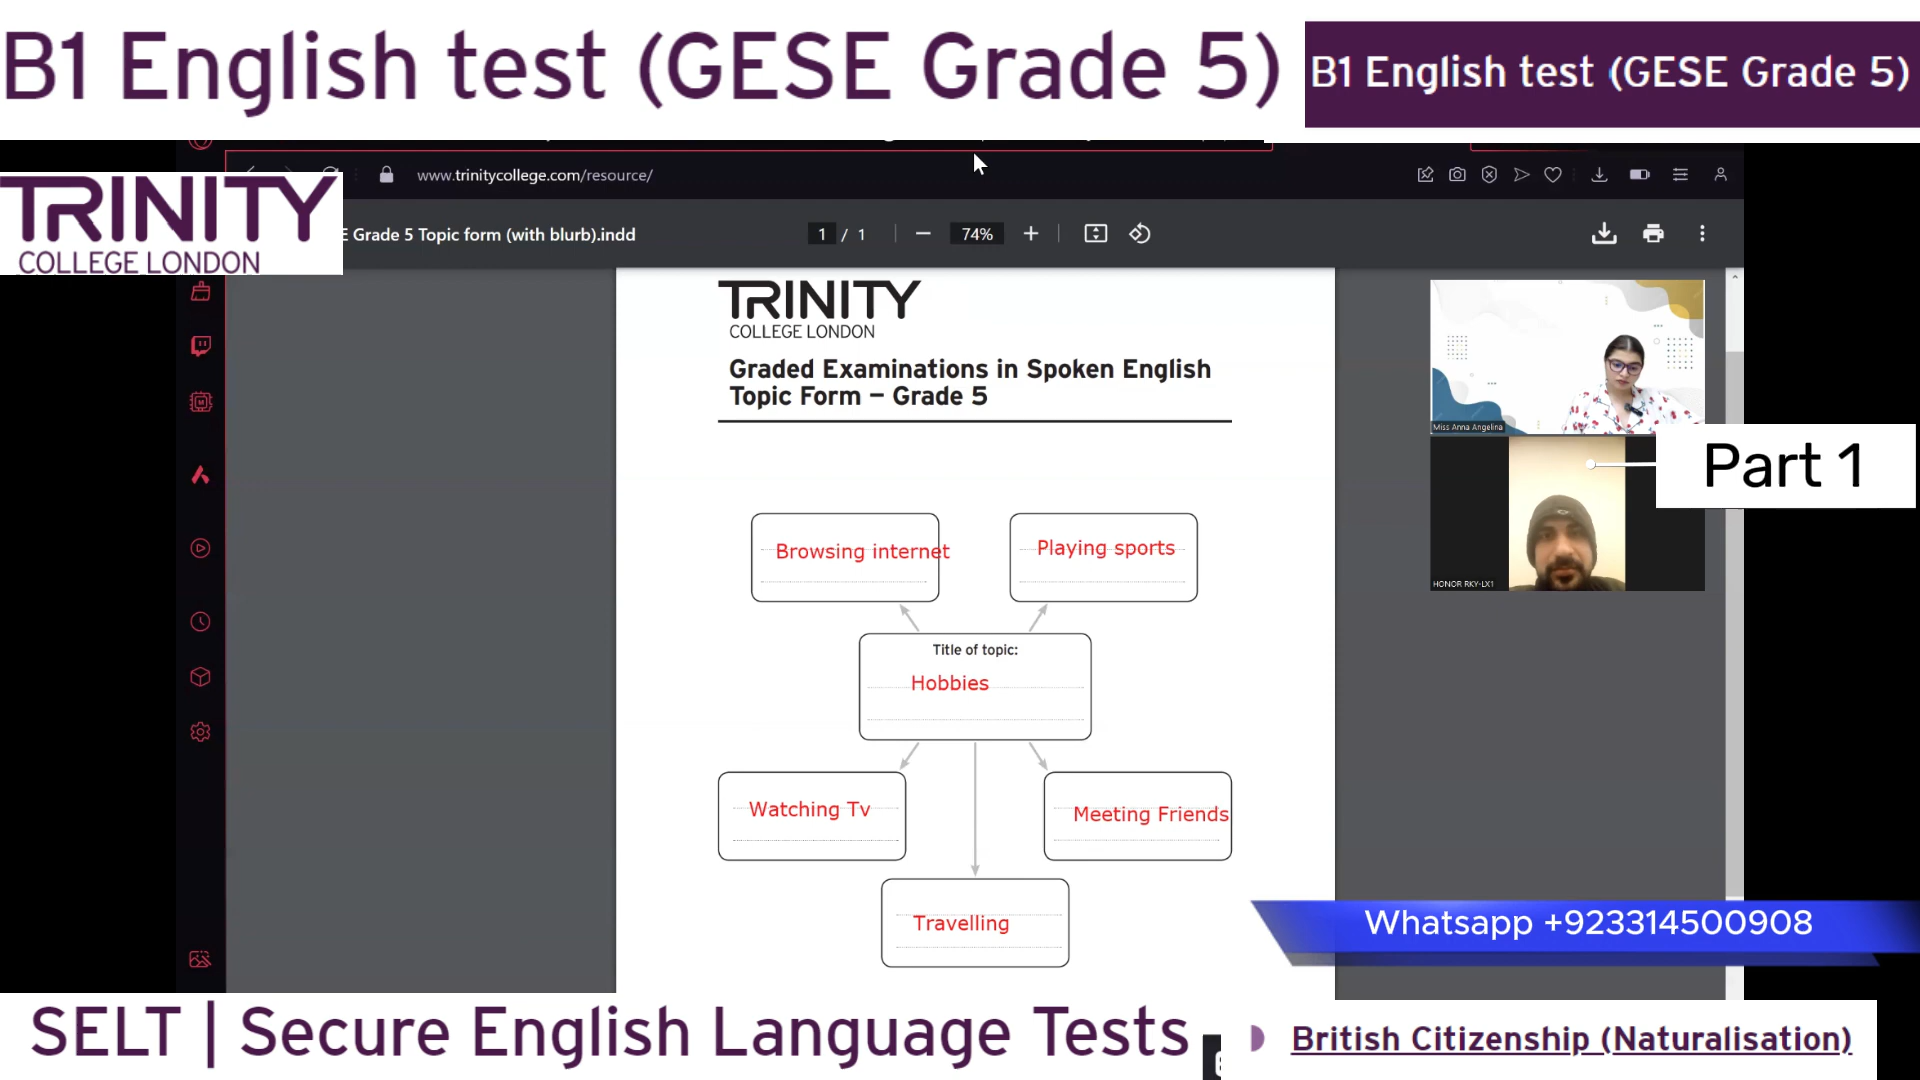 B1 English test (GESE Grade 5)
B1 English test (GESE Grade 5)
www.trinitycollege.com/resource/
TRINITY
COLLEGE LONDON
Grade 5 Topic form (with blurb).indd
1 / 1
74%
TRINITY
COLLEGE LONDON
Graded Examinations in Spoken English
Topic Form – Grade 5
Miss Anna Angelina
Part 1
HONOR RKY-LX1
Browsing internet
Playing sports
Title of topic:
Hobbies
Watching Tv
Meeting Friends
Travelling
Whatsapp +923314500908
SELT | Secure English Language Tests
British Citizenship (Naturalisation)